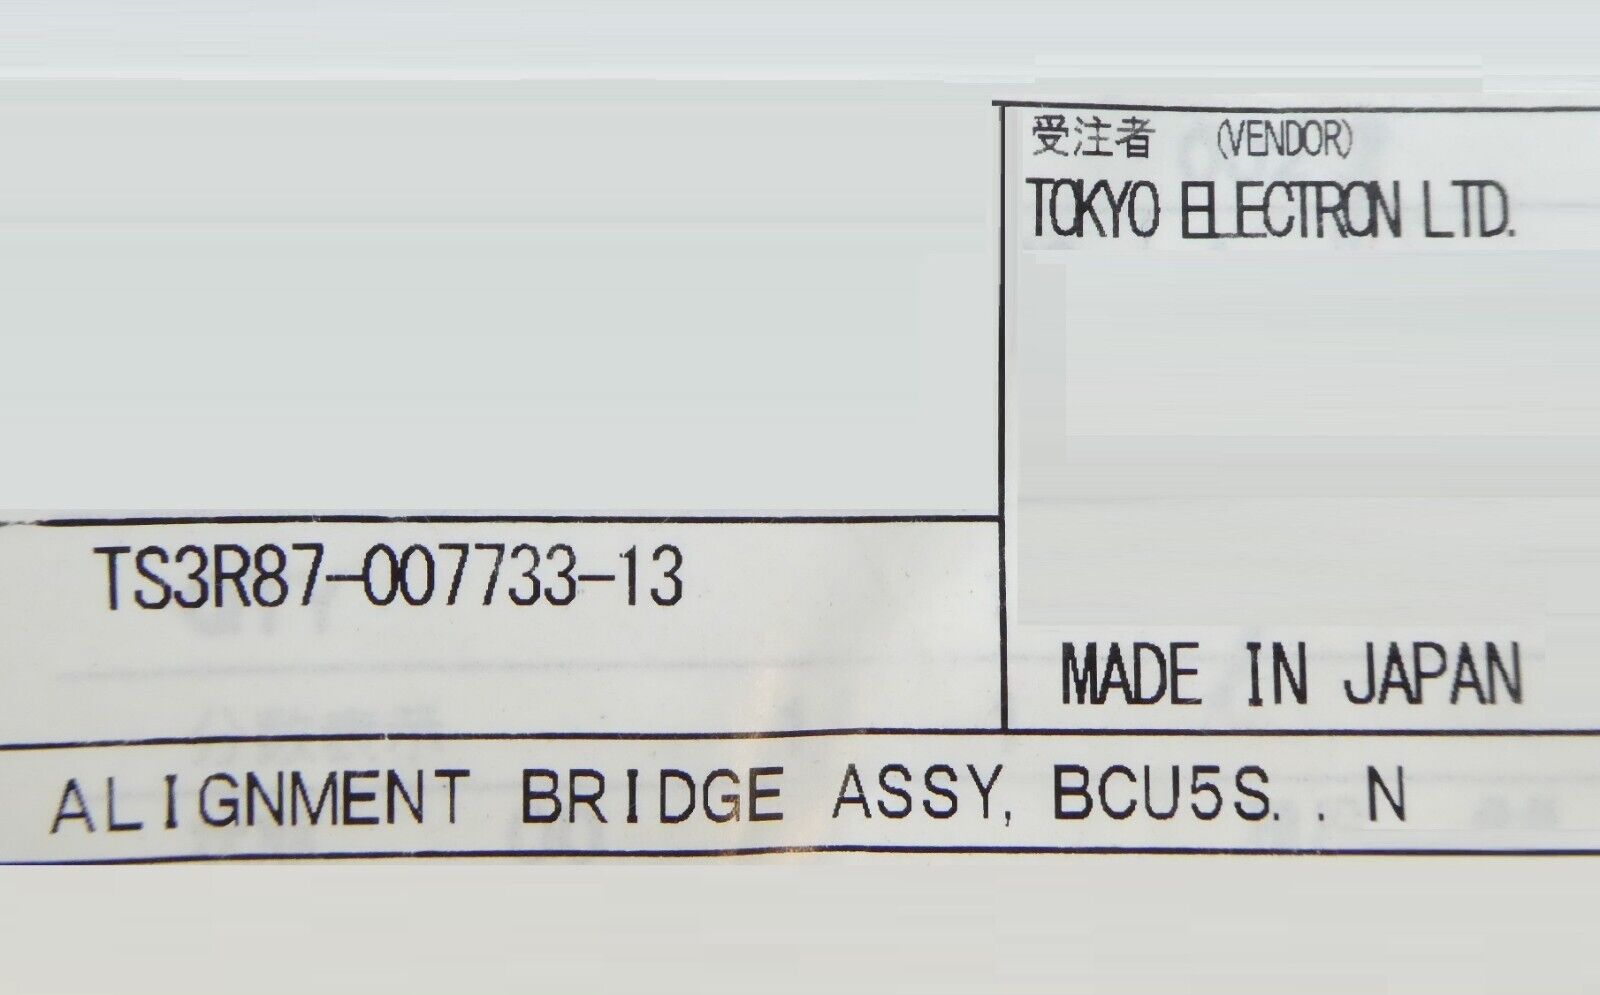 受注者 (VENDOR)
TOKYO ELECTRON LTD.
TS3R87-007733-13
MADE IN JAPAN
ALIGNMENT BRIDGE ASSY, BCU5S. . N